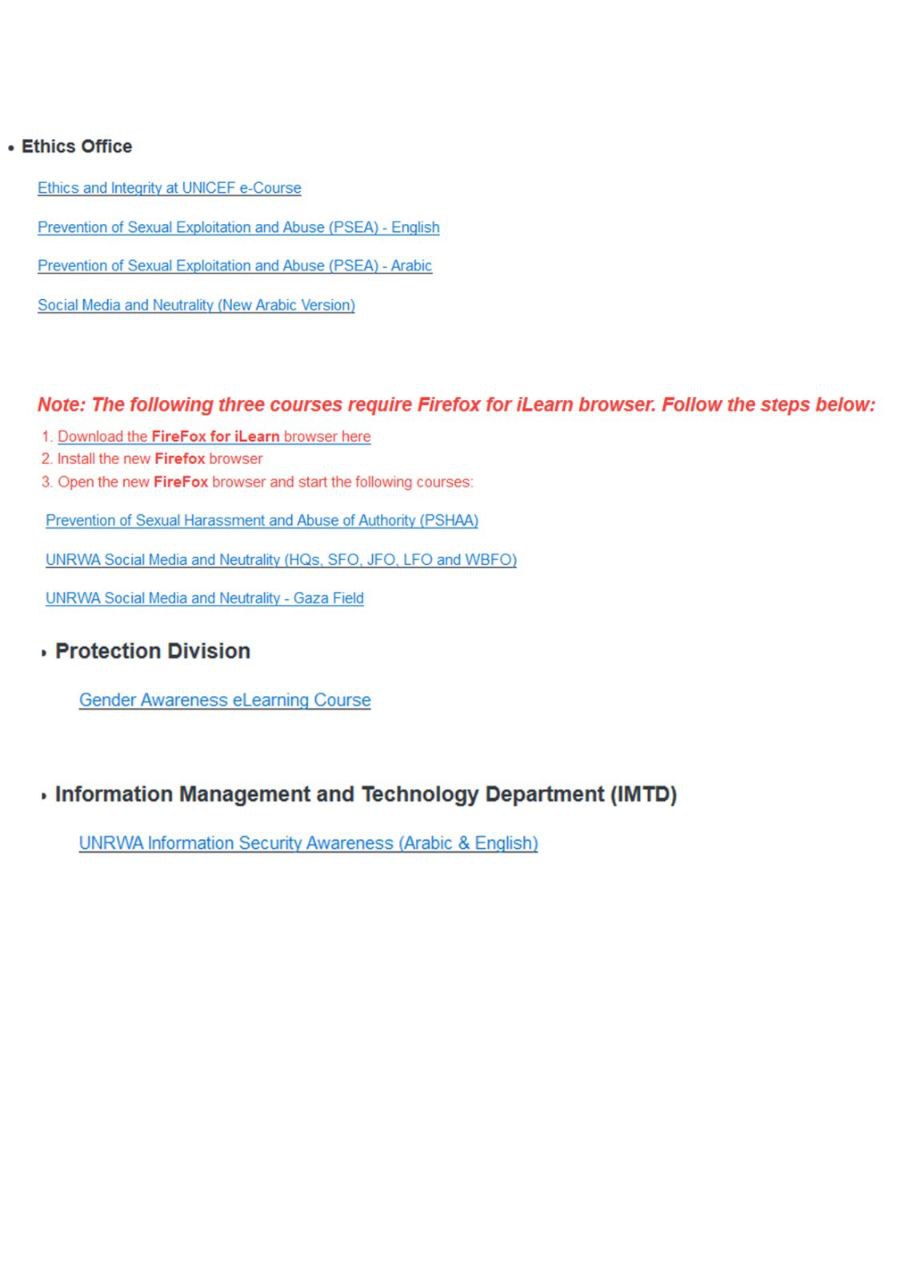 • Ethics Office
Ethics and Integrity at UNICEF e-Course
Prevention of Sexual Exploitation and Abuse (PSEA) - English
Prevention of Sexual Exploitation and Abuse (PSEA) - Arabic
Social Media and Neutrality (New Arabic Version)
Note: The following three courses require Firefox for iLearn browser. Follow the steps below:
1. Download the FireFox for iLearn browser here
2. Install the new Firefox browser
3. Open the new FireFox browser and start the following courses:
Prevention of Sexual Harassment and Abuse of Authority (PSHAA)
UNRWA Social Media and Neutrality (HQs, SFO, JFO, LFO and WBFO)
UNRWA Social Media and Neutrality - Gaza Field
• Protection Division
Gender Awareness eLearning Course
• Information Management and Technology Department (IMTD)
UNRWA Information Security Awareness (Arabic & English)